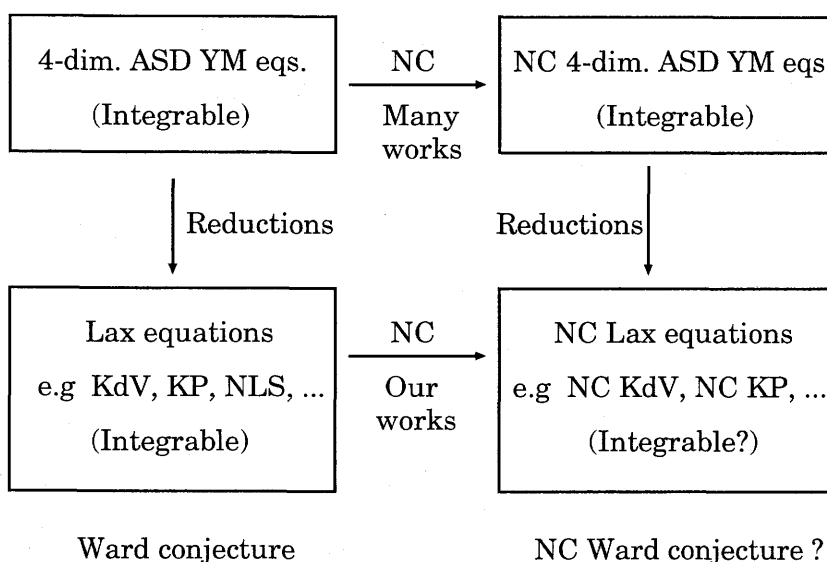 4-dim. ASD YM eqs.
(Integrable)
NC
Many
works
NC 4-dim. ASD YM eqs
(Integrable)
Reductions
Reductions
Lax equations
e.g KdV, KP, NLS, ...
(Integrable)
NC
Our
works
NC Lax equations
e.g NC KdV, NC KP, ...
(Integrable?)
Ward conjecture
NC Ward conjecture ?